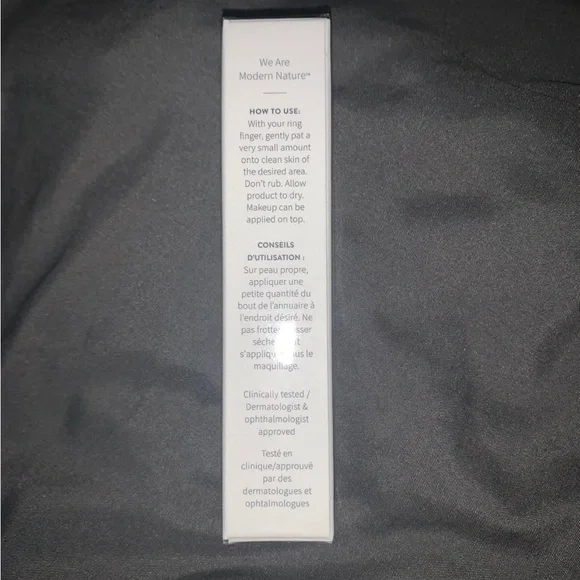 We Are
Modern Nature™
HOW TO USE:
With your ring
finger, gently pat a
very small amount
onto clean skin of
the desired area.
Don't rub. Allow
product to dry.
Makeup can be
applied on top.
CONSEILS
D'UTILISATION :
Sur peau propre,
appliquer une
petite quantité du
bout de l'annuaire à
l'endroit désiré. Ne
pas
maquillage.
Clinically tested /
Dermatologist &
ophthalmologist
approved
Testé en
clinique/approuvé
par des
dermatologues et
ophtalmologues